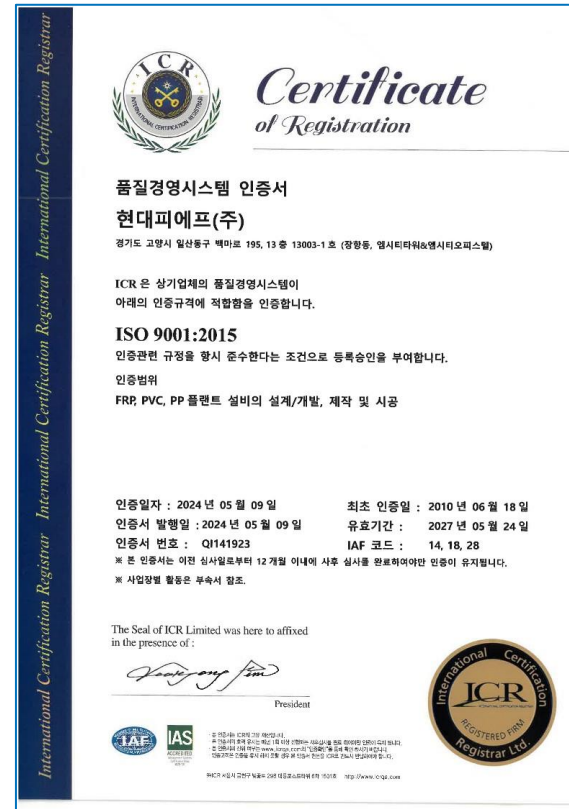 International Certification Registrar International Certification Registrar International Certification Registrar International Certification Registrar
ICR
INTERNATIONAL CERTIFICATION REGISTRAR
Certificate
of Registration
품질경영시스템 인증서
현대피에프(주)
경기도 고양시 일산동구 백마로 195, 13 층 13003-1 호 (장항동, 엠시티타워&엠시티오피스텔)
ICR 은 상기업체의 품질경영시스템이
아래의 인증규격에 적합함을 인증합니다.
ISO 9001:2015
인증관련 규정을 항시 준수한다는 조건으로 등록승인을 부여합니다.
인증범위
FRP, PVC, PP 플랜트 설비의 설계/개발, 제작 및 시공
인증일자 : 2024 년 05 월 09 일 최초 인증일 : 2010 년 06 월 18 일
인증서 발행일 : 2024 년 05 월 09 일 유효기간 : 2027 년 05 월 24 일
인증서 번호 : QI141923 IAF 코드 : 14, 18, 28
※ 본 인증서는 이전 심사일로부터 12 개월 이내에 사후 심사를 완료하여야만 인증이 유지됩니다.
※ 사업장별 활동은 부속서 참조.
The Seal of ICR Limited was here to affixed
in the presence of :
President
IAF
IAS
ACCREDITED
International Certification
ICR
REGISTERED FIRM
Registrar Ltd.